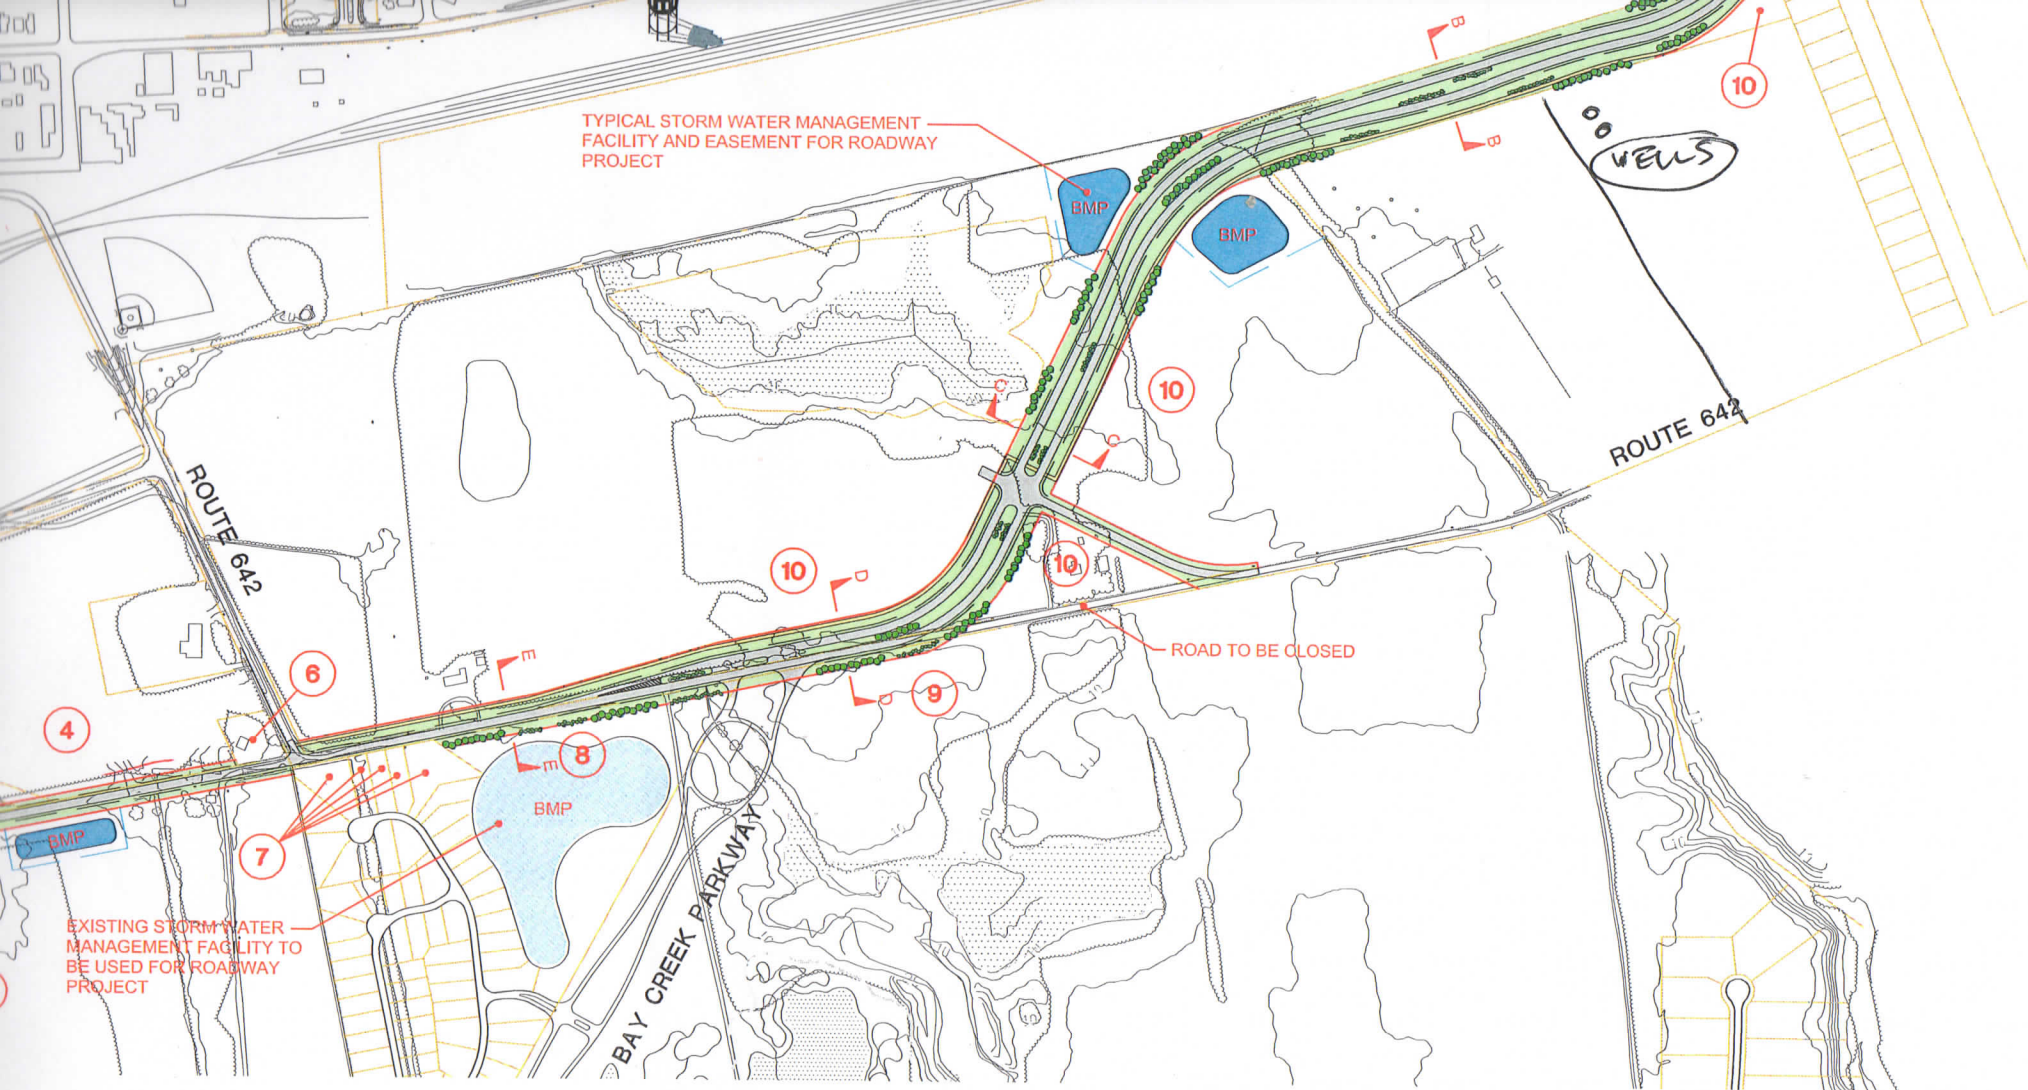 B
10
TYPICAL STORM WATER MANAGEMENT
FACILITY AND EASEMENT FOR ROADWAY
PROJECT
B
WELLS
BMP
BMP
C
10
C
ROUTE 642
ROUTE 642
10
D
10
E
ROAD TO BE CLOSED
6
9
D
4
8
E
BMP
BMP
7
BAY CREEK PARKWAY
EXISTING STORM WATER
MANAGEMENT FACILITY TO
BE USED FOR ROADWAY
PROJECT